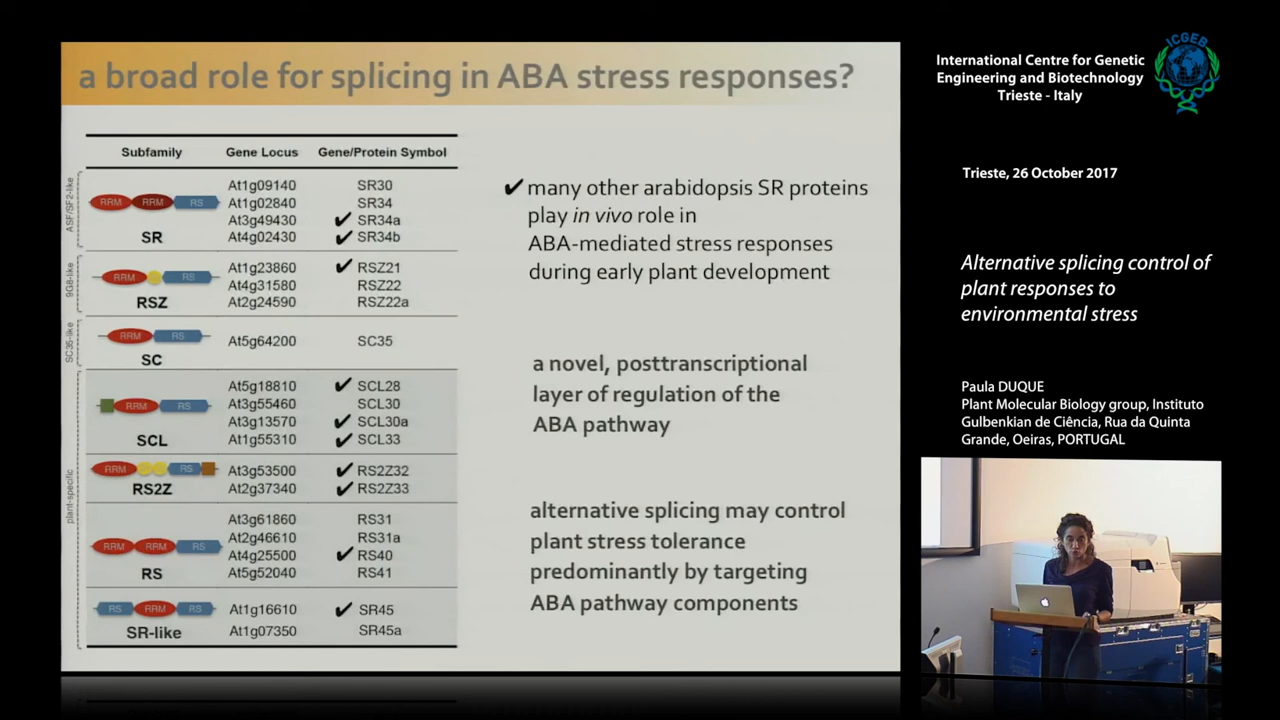 a broad role for splicing in ABA stress responses?
Subfamily Gene Locus Gene/Protein Symbol
ASF/SF2-like
RRM RRM RS
SR
At1g09140 SR30
At1g02840 SR34
At3g49430 ✔ SR34a
At4g02430 ✔ SR34b
9G8-like
RRM RS
RSZ
At1g23860 ✔ RSZ21
At4g31580 RSZ22
At2g24590 RSZ22a
SC35-like
RRM RS
SC
At5g64200 SC35
plant-specific
RRM RS
SCL
At5g18810 ✔ SCL28
At3g55460 SCL30
At3g13570 ✔ SCL30a
At1g55310 ✔ SCL33
RRM RS
RS2Z
At3g53500 ✔ RS2Z32
At2g37340 ✔ RS2Z33
RRM RRM RS
RS
At3g61860 RS31
At2g46610 RS31a
At4g25500 ✔ RS40
At5g52040 RS41
RS RRM RS
SR-like
At1g16610 ✔ SR45
At1g07350 SR45a
✔ many other arabidopsis SR proteins
play in vivo role in
ABA-mediated stress responses
during early plant development
a novel, posttranscriptional
layer of regulation of the
ABA pathway
alternative splicing may control
plant stress tolerance
predominantly by targeting
ABA pathway components
International Centre for Genetic
Engineering and Biotechnology
Trieste - Italy
ICGEB
Trieste, 26 October 2017
Alternative splicing control of
plant responses to
environmental stress
Paula DUQUE
Plant Molecular Biology group, Instituto
Gulbenkian de Ciência, Rua da Quinta
Grande, Oeiras, PORTUGAL